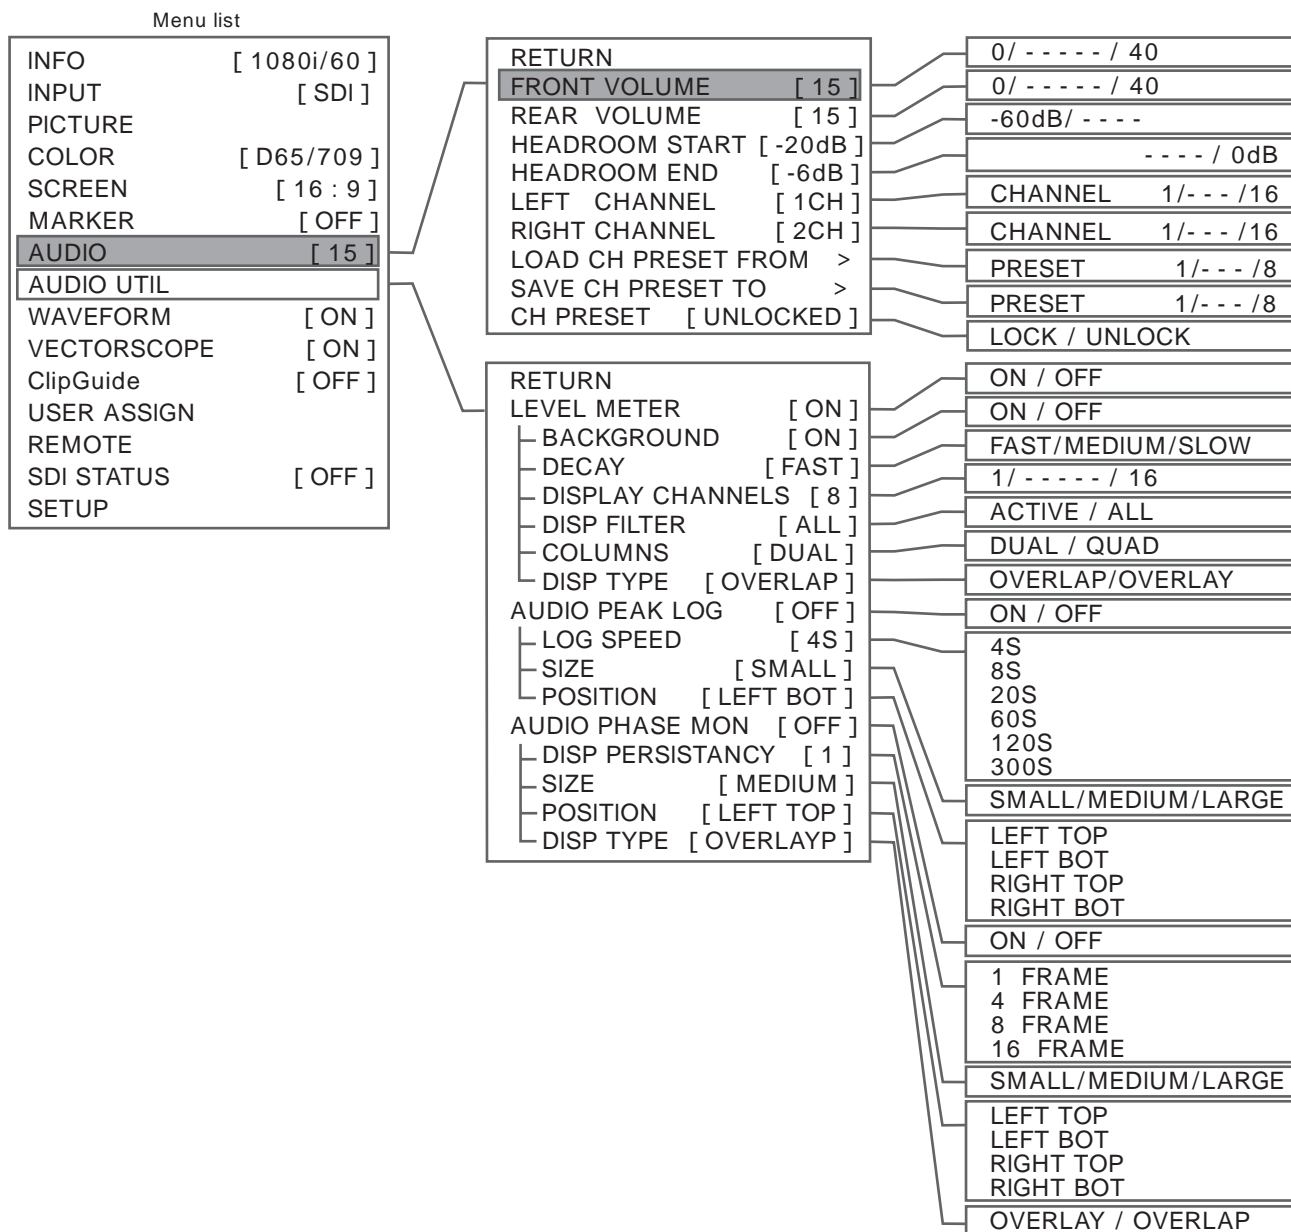 Menu list
INFO [ 1080i/60 ]
INPUT [ SDI ]
PICTURE
COLOR [ D65/709 ]
SCREEN [ 16 : 9 ]
MARKER [ OFF ]
AUDIO [ 15 ]
AUDIO UTIL
WAVEFORM [ ON ]
VECTORSCOPE [ ON ]
ClipGuide [ OFF ]
USER ASSIGN
REMOTE
SDI STATUS [ OFF ]
SETUP
RETURN
FRONT VOLUME [ 15 ]
REAR VOLUME [ 15 ]
HEADROOM START [ -20dB ]
HEADROOM END [ -6dB ]
LEFT CHANNEL [ 1CH ]
RIGHT CHANNEL [ 2CH ]
LOAD CH PRESET FROM >
SAVE CH PRESET TO >
CH PRESET [ UNLOCKED ]
RETURN
LEVEL METER [ ON ]
BACKGROUND [ ON ]
DECAY [ FAST ]
DISPLAY CHANNELS [ 8 ]
DISP FILTER [ ALL ]
COLUMNS [ DUAL ]
DISP TYPE [ OVERLAP ]
AUDIO PEAK LOG [ OFF ]
LOG SPEED [ 4S ]
SIZE [ SMALL ]
POSITION [ LEFT BOT ]
AUDIO PHASE MON [ OFF ]
DISP PERSISTANCY [ 1 ]
SIZE [ MEDIUM ]
POSITION [ LEFT TOP ]
DISP TYPE [ OVERLAYP ]
0/ - - - - - / 40
0/ - - - - - / 40
-60dB/ - - - -
- - - - / 0dB
CHANNEL 1/- - - /16
CHANNEL 1/- - - /16
PRESET 1/- - - /8
PRESET 1/- - - /8
LOCK / UNLOCK
ON / OFF
ON / OFF
FAST/MEDIUM/SLOW
1/ - - - - - / 16
ACTIVE / ALL
DUAL / QUAD
OVERLAP/OVERLAY
ON / OFF
4S
8S
20S
60S
120S
300S
SMALL/MEDIUM/LARGE
LEFT TOP
LEFT BOT
RIGHT TOP
RIGHT BOT
ON / OFF
1 FRAME
4 FRAME
8 FRAME
16 FRAME
SMALL/MEDIUM/LARGE
LEFT TOP
LEFT BOT
RIGHT TOP
RIGHT BOT
OVERLAY / OVERLAP